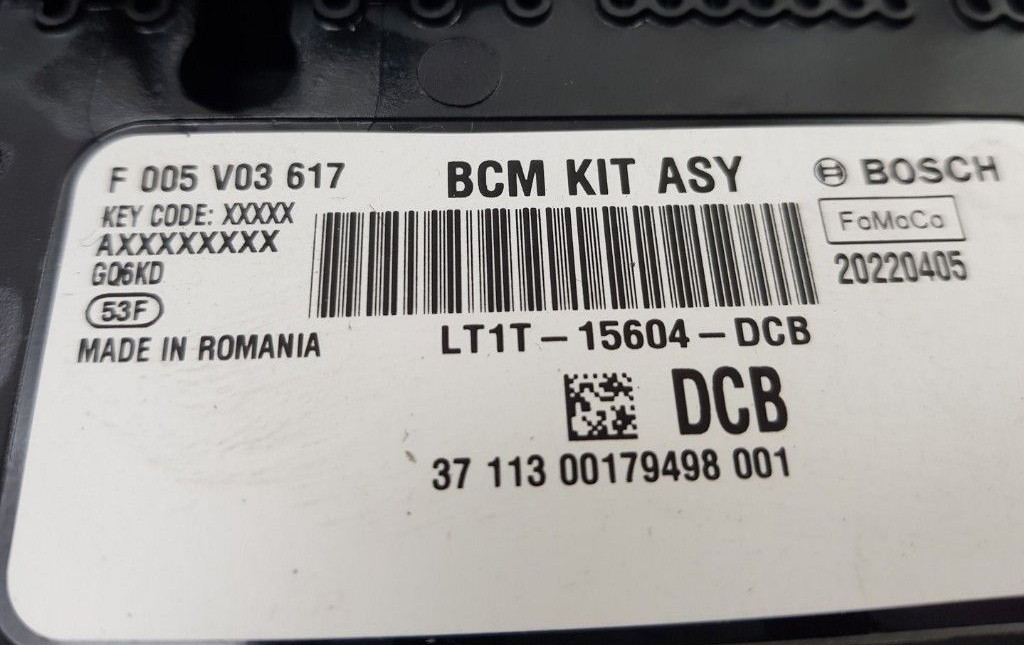 F 005 V03 617
BCM KIT ASY
BOSCH
KEY CODE: XXXXX
FoMoCo
AXXXXXXXX
GQ6KD
20220405
53F
MADE IN ROMANIA
LT1T-15604-DCB
DCB
37 113 00179498 001